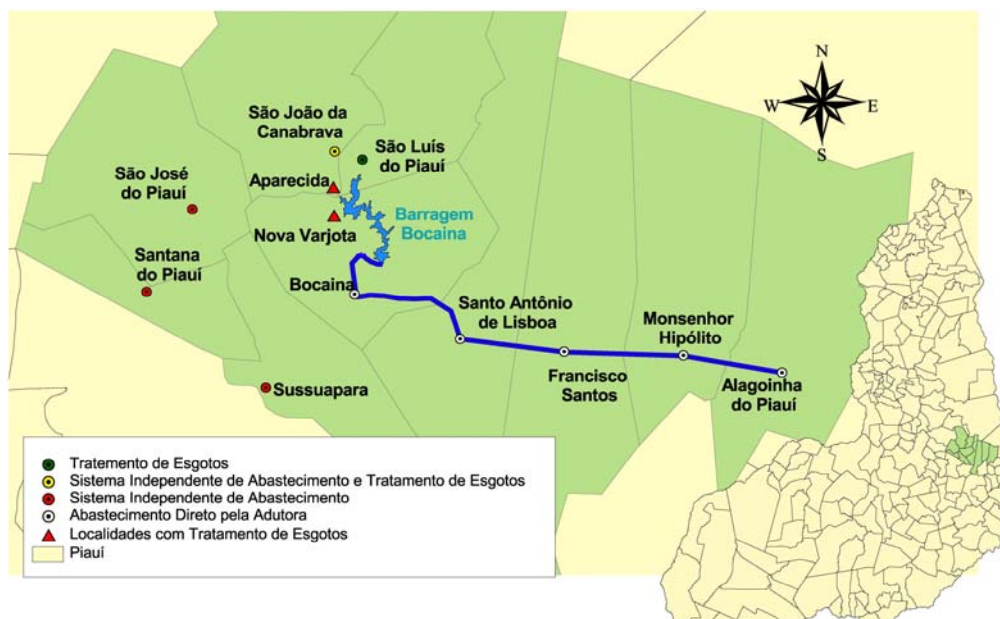 N
W
E
S
São João da
Canabrava
São Luís
do Piauí
São José
do Piauí
Aparecida
Barragem
Bocaina
Nova Varjota
Santana
do Piauí
Bocaina
Santo Antônio
de Lisboa
Monsenhor
Hipólito
Francisco
Santos
Alagoinha
do Piauí
Sussuapara
Tratemento de Esgotos
Sistema Independente de Abastecimento e Tratamento de Esgotos
Sistema Independente de Abastecimento
Abastecimento Direto pela Adutora
Localidades com Tratamento de Esgotos
Piauí